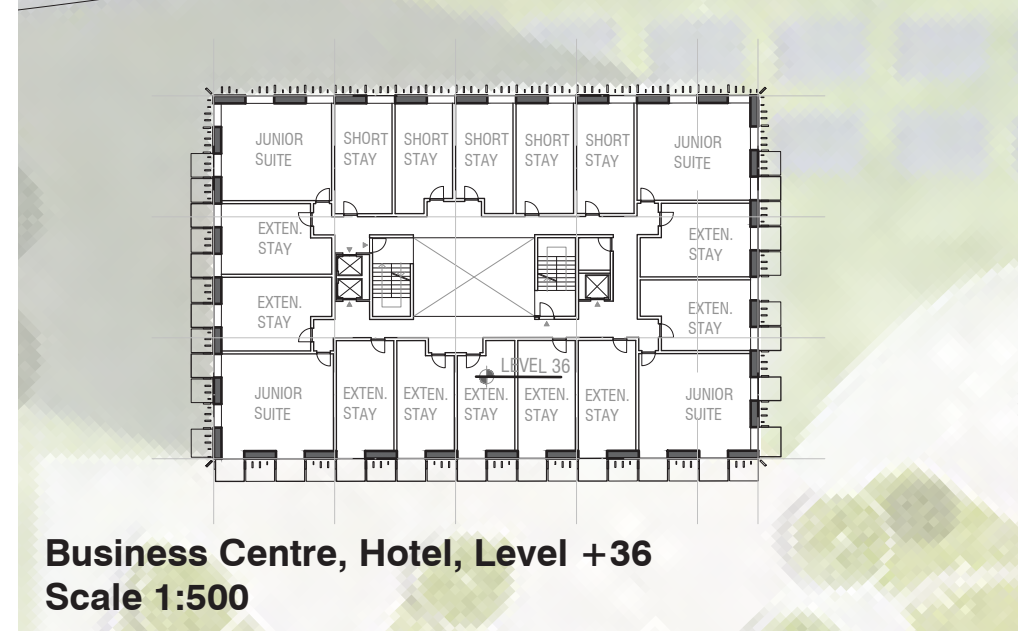 JUNIOR
SUITE
SHORT
STAY
SHORT
STAY
SHORT
STAY
SHORT
STAY
SHORT
STAY
JUNIOR
SUITE
EXTEN.
STAY
EXTEN.
STAY
EXTEN.
STAY
EXTEN.
STAY
LEVEL 36
JUNIOR
SUITE
EXTEN.
STAY
EXTEN.
STAY
EXTEN.
STAY
EXTEN.
STAY
EXTEN.
STAY
JUNIOR
SUITE
Business Centre, Hotel, Level +36
Scale 1:500